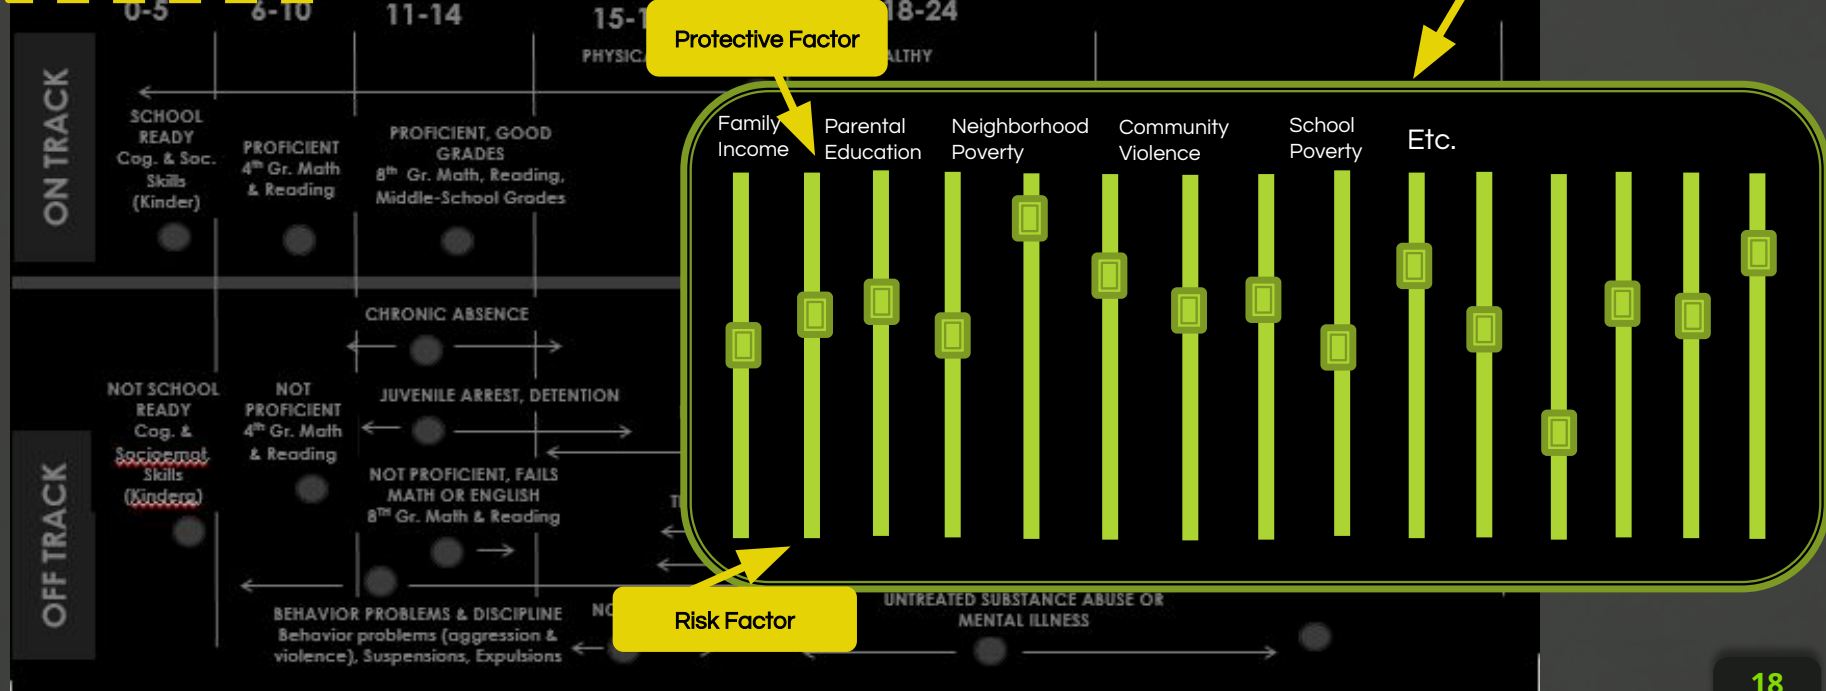 0-5
6-10
11-14
15-1
18-24
Protective Factor
PHYSIC
ALTHY
ON TRACK
SCHOOL
READY
Cog. & Soc.
Skills
(Kinder)
PROFICIENT
4th Gr. Math
& Reading
PROFICIENT, GOOD
GRADES
8th Gr. Math, Reading,
Middle-School Grades
Family
Income
Parental
Education
Neighborhood
Poverty
Community
Violence
School
Poverty
Etc.
CHRONIC ABSENCE
JUVENILE ARREST, DETENTION
OFF TRACK
NOT SCHOOL
READY
Cog. &
Socioemot.
Skills
(Kinderg)
NOT
PROFICIENT
4th Gr. Math
& Reading
NOT PROFICIENT, FAILS
MATH OR ENGLISH
8TH Gr. Math & Reading
BEHAVIOR PROBLEMS & DISCIPLINE
Behavior problems (aggression &
violence), Suspensions, Expulsions
Risk Factor
UNTREATED SUBSTANCE ABUSE OR
MENTAL ILLNESS
18